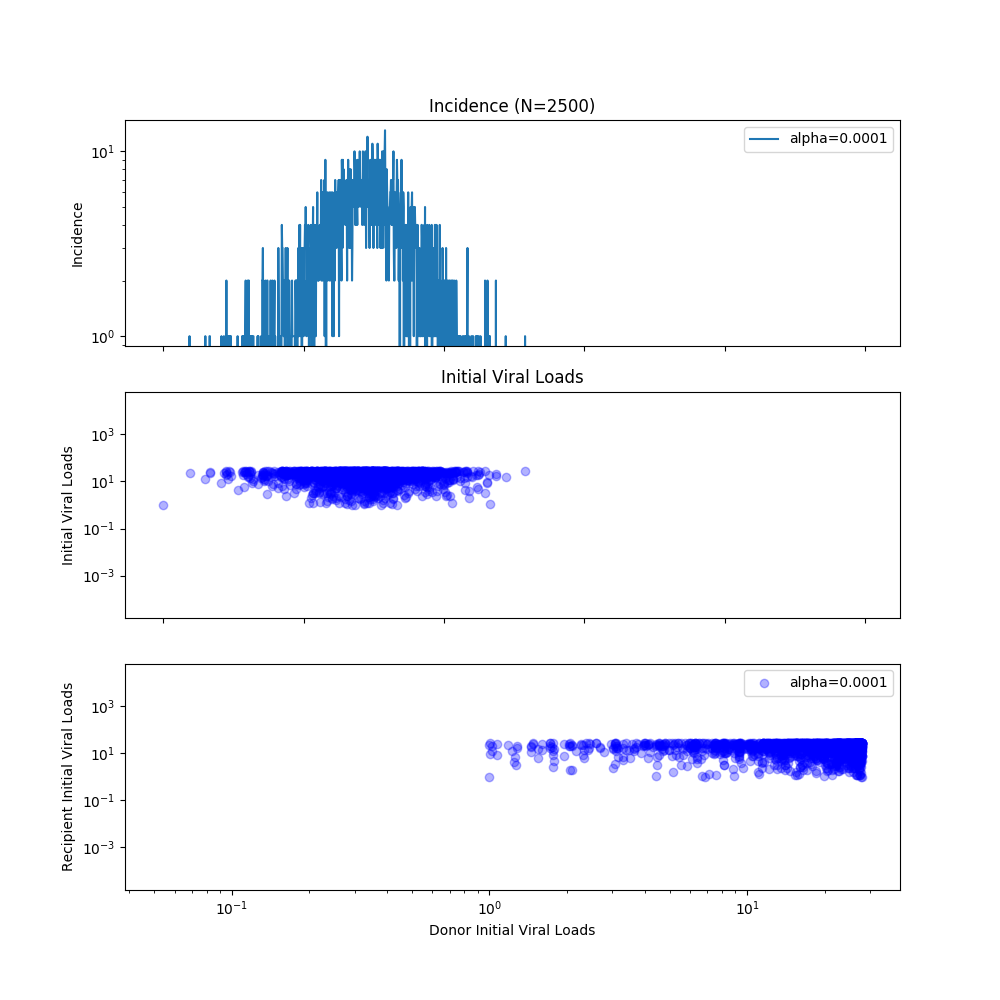 Incidence (N=2500)
alpha=0.0001
10¹
10⁰
Incidence
Initial Viral Loads
10³
10¹
10⁻¹
10⁻³
Initial Viral Loads
alpha=0.0001
10³
10¹
10⁻¹
10⁻³
Recipient Initial Viral Loads
10⁻¹ 10⁰ 10¹
Donor Initial Viral Loads